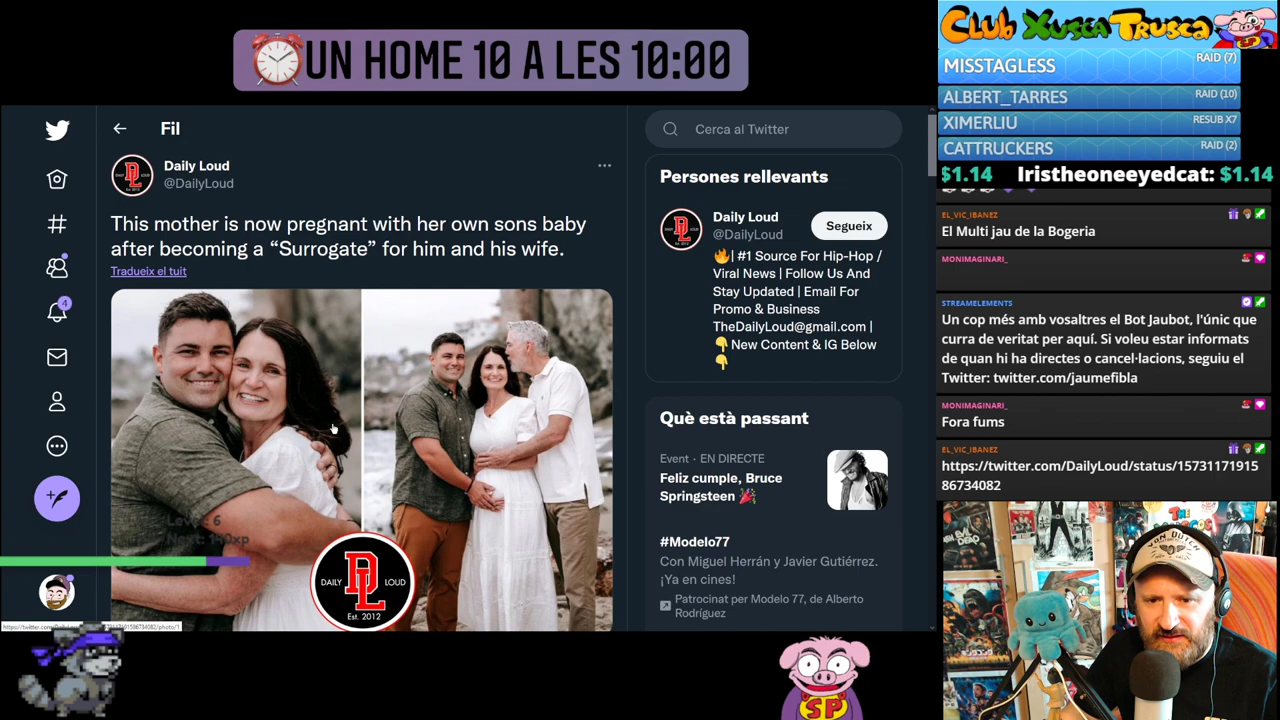 UN HOME 10 A LES 10:00
Fil
Daily Loud
@DailyLoud
This mother is now pregnant with her own sons baby
after becoming a “Surrogate” for him and his wife.
Tradueix el tuit
DAILY LOUD
DL
Est. 2012
4
Next:
Cerca al Twitter
Persones rellevants
Daily Loud
@DailyLoud
Segueix
🔥| #1 Source For Hip-Hop /
Viral News | Follow Us And
Stay Updated | Email For
Promo & Business
TheDailyLoud@gmail.com |
👇New Content & IG Below
👇
Què està passant
Event · EN DIRECTE
Feliz cumple, Bruce
Springsteen 🎉
#Modelo77
Con Miguel Herrán y Javier Gutiérrez.
¡Ya en cines!
Patrocinat per Modelo 77, de Alberto
Rodríguez
SP
Club Xusca Trusca
SP
MISSTAGLESS RAID (7)
ALBERT_TARRES RAID (10)
XIMERLIU RESUB X7
CATTRUCKERS RAID (2)
$1.14 Iristheoneeyedcat: $1.14
EL_VIC_IBANEZ
El Multi jau de la Bogeria
MONIMAGINARI_
STREAMELEMENTS
Un cop més amb vosaltres el Bot Jaubot, l'únic que
curra de veritat per aquí. Si voleu estar informats
de quan hi ha directes o cancel·lacions, seguiu el
Twitter: twitter.com/jaumefibla
MONIMAGINARI_
Fora fums
EL_VIC_IBANEZ
https://twitter.com/DailyLoud/status/15731171915
86734082
VON DUTCH